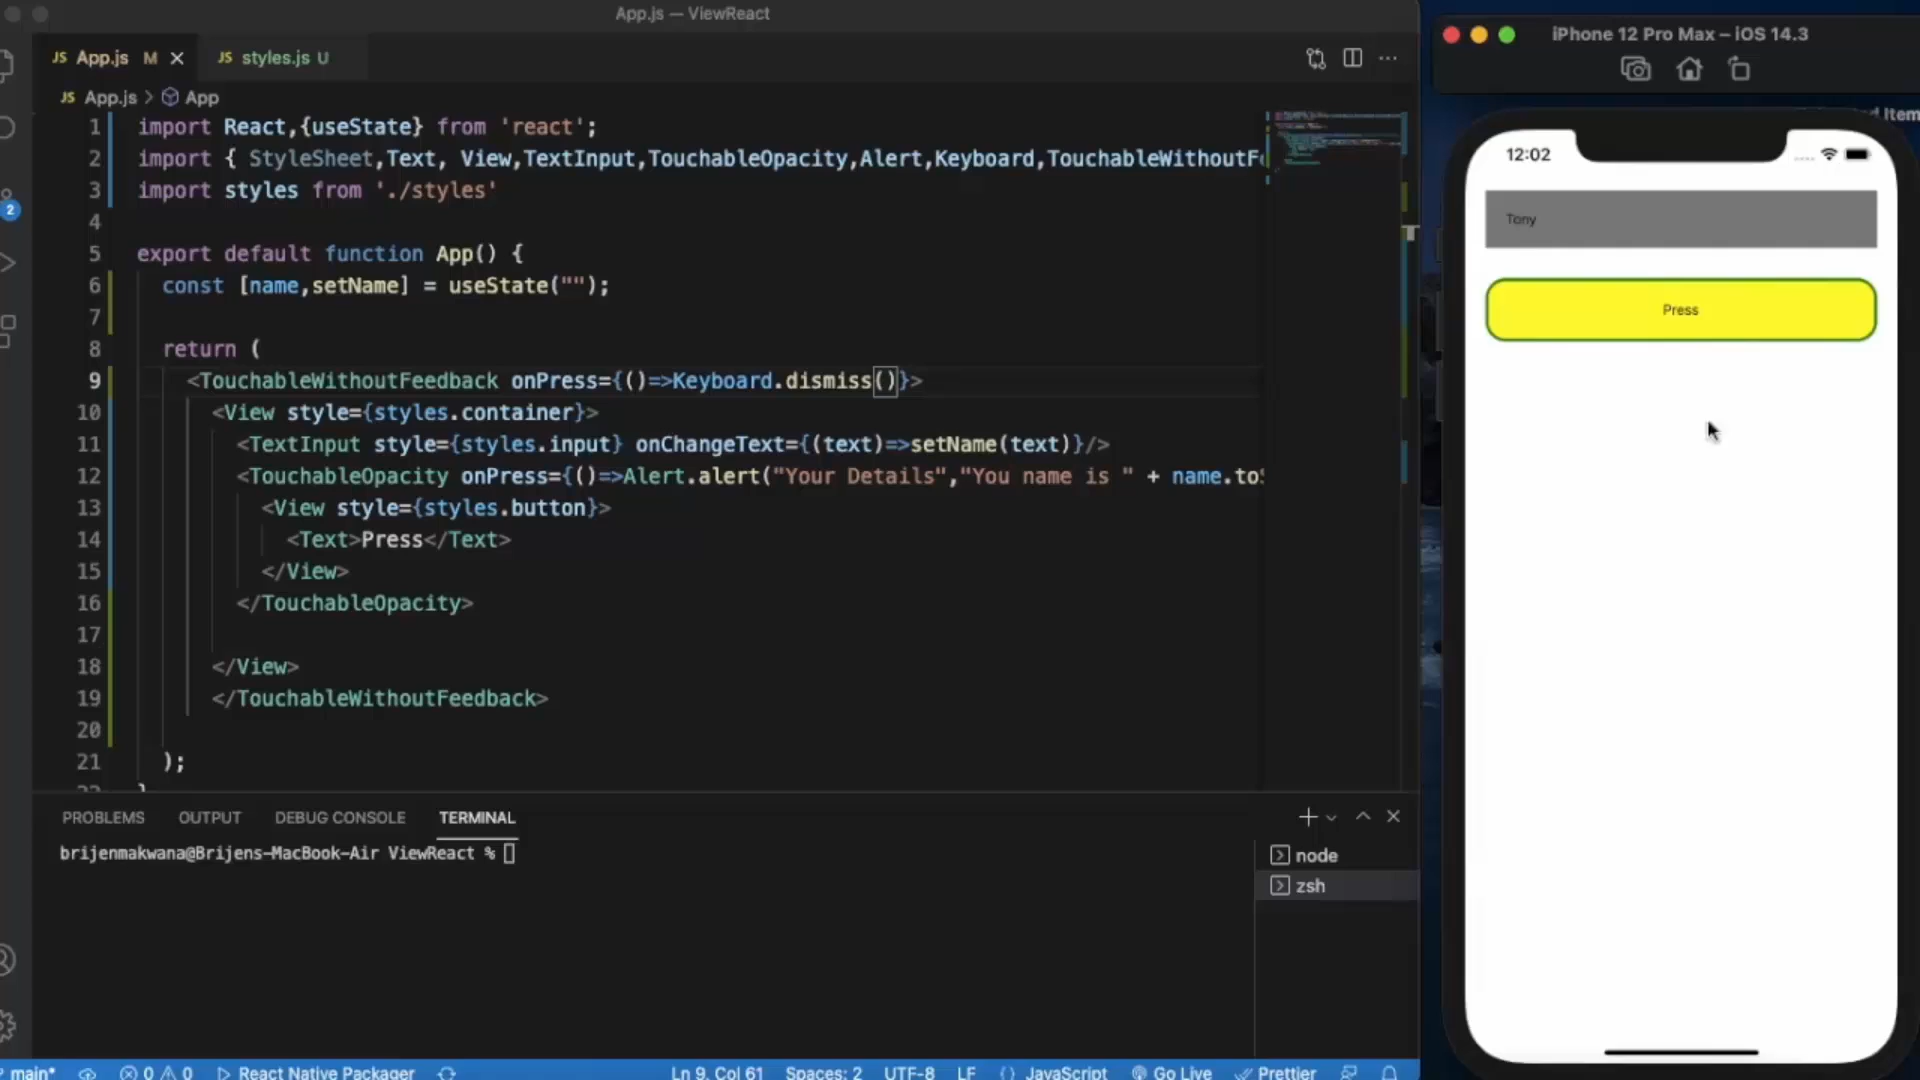 App.js — ViewReact
JS App.js M
JS styles.js U
JS App.js > App
1 import React,{useState} from 'react';
2 import { StyleSheet,Text, View,TextInput,TouchableOpacity,Alert,Keyboard,TouchableWithoutF
3 import styles from './styles'
4
5 export default function App() {
6 const [name,setName] = useState("");
7
8 return (
9 <TouchableWithoutFeedback onPress={()=>Keyboard.dismiss()}>
10 <View style={styles.container}>
11 <TextInput style={styles.input} onChangeText={(text)=>setName(text)}/>
12 <TouchableOpacity onPress={()=>Alert.alert("Your Details","You name is " + name.to
13 <View style={styles.button}>
14 <Text>Press</Text>
15 </View>
16 </TouchableOpacity>
17
18 </View>
19 </TouchableWithoutFeedback>
20
21 );
2
PROBLEMS OUTPUT DEBUG CONSOLE TERMINAL
brijenmakwana@Brijens-MacBook-Air ViewReact %
node
zsh
main* 0 0 React Native Packager Ln 9, Col 61 Spaces: 2 UTF-8 LF {} JavaScript Go Live Prettier
iPhone 12 Pro Max – iOS 14.3
d Item
12:02
Tony
Press